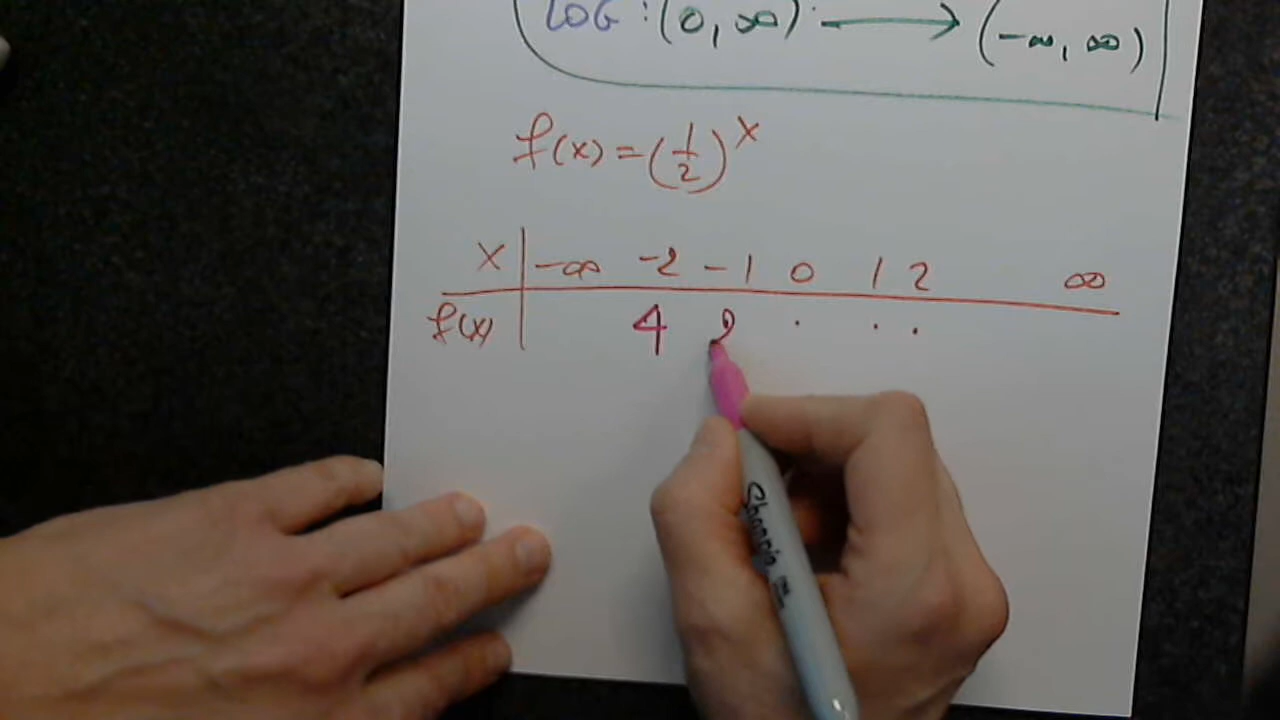 LOG : (0, ∞) ⟶ (-∞, ∞)
f(x) = (1/2)^x
x | -∞ -2 -1 0 1 2 ∞
f(x) | 4 2 . . .
Sharpie